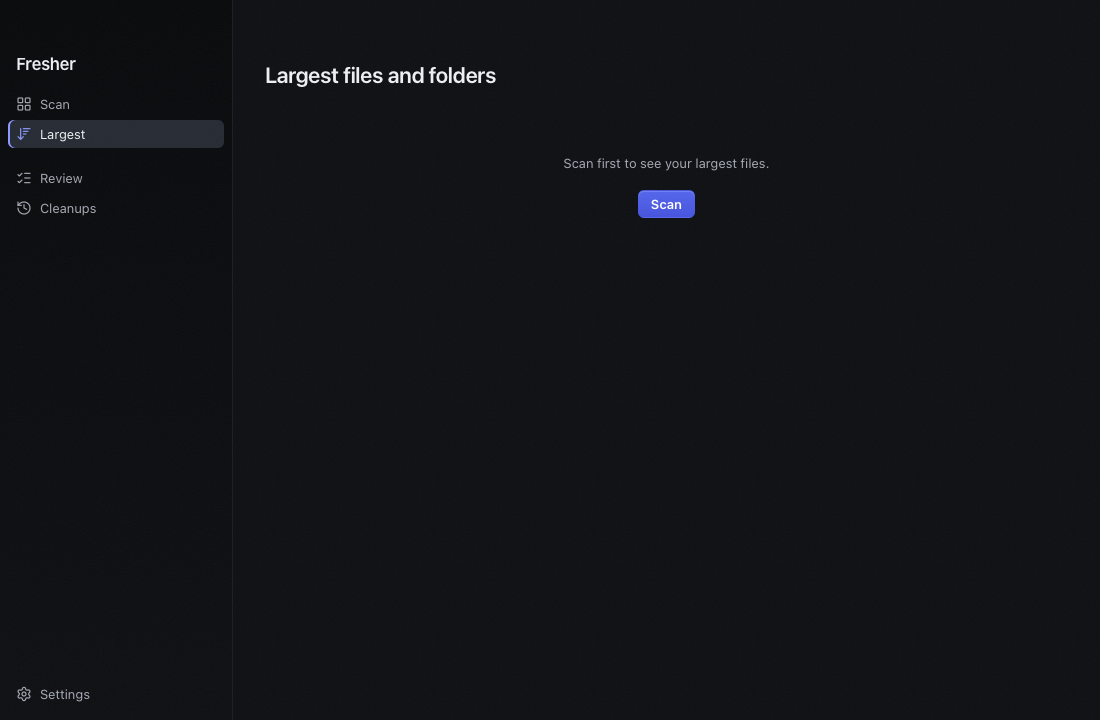 Fresher
Scan
Largest
Review
Cleanups
Settings
Largest files and folders
Scan first to see your largest files.
Scan